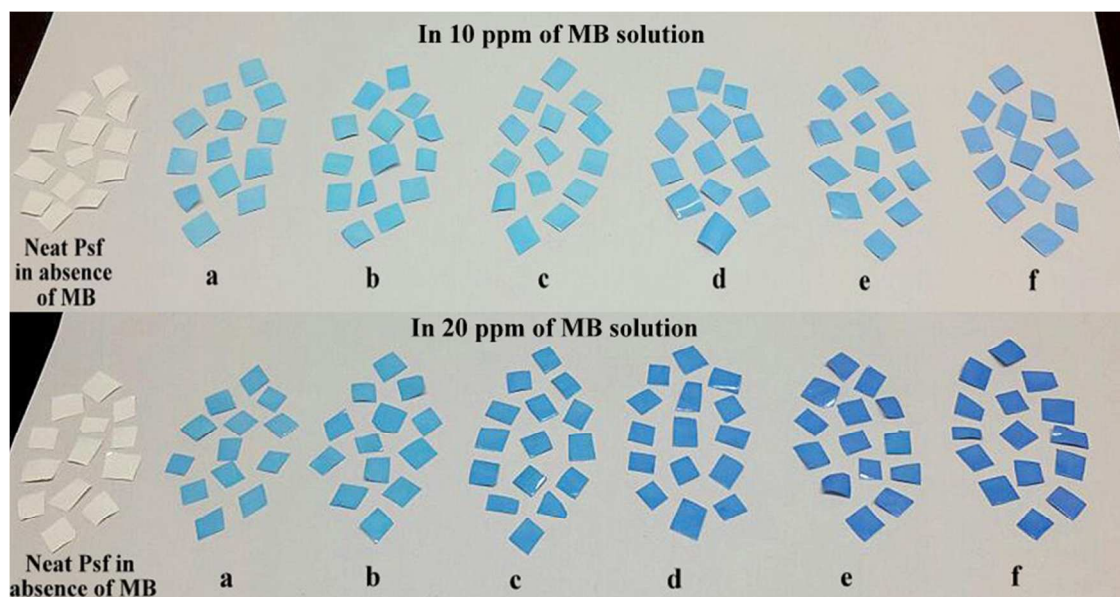 In 10 ppm of MB solution
Neat Psf
in absence
of MB
a
b
c
d
e
f
In 20 ppm of MB solution
Neat Psf in
absence of MB
a
b
c
d
e
f